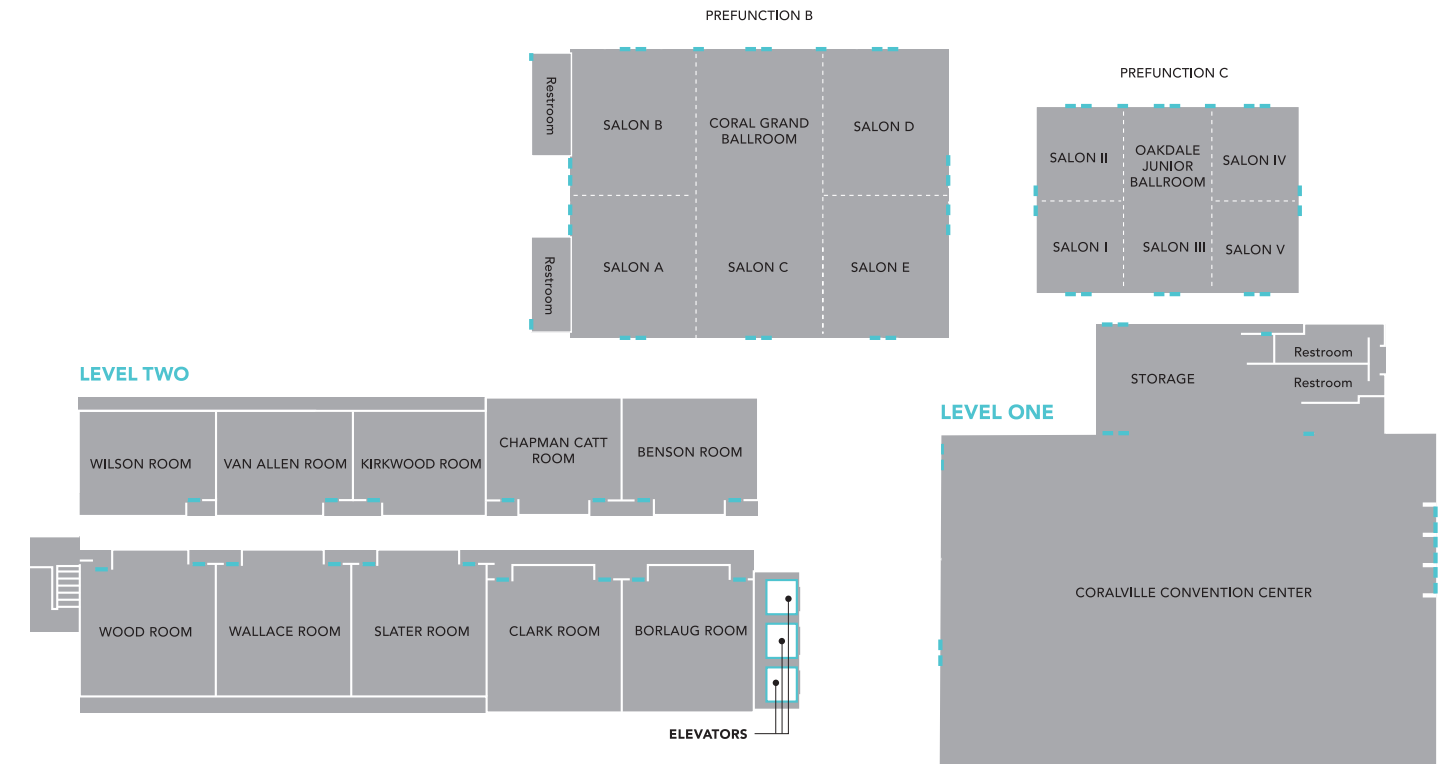 PREFUNCTION B
PREFUNCTION C
Restroom
SALON B
CORAL GRAND
BALLROOM
SALON D
SALON II
OAKDALE
JUNIOR
BALLROOM
SALON IV
Restroom
SALON A
SALON C
SALON E
SALON I
SALON III
SALON V
LEVEL TWO
STORAGE
Restroom
Restroom
LEVEL ONE
WILSON ROOM
VAN ALLEN ROOM
KIRKWOOD ROOM
CHAPMAN CATT
ROOM
BENSON ROOM
WOOD ROOM
WALLACE ROOM
SLATER ROOM
CLARK ROOM
BORLAUG ROOM
CORALVILLE CONVENTION CENTER
ELEVATORS